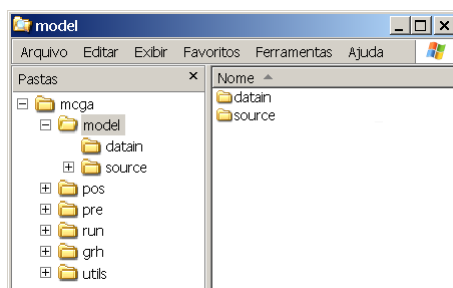 model
Arquivo Editar Exibir Favoritos Ferramentas Ajuda
Pastas
Nome
mcga
model
datain
source
pos
pre
run
grh
utils
datain
source